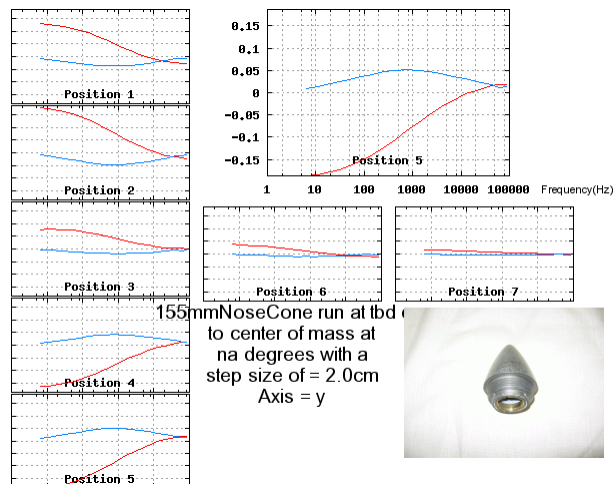 Position 1
Position 2
Position 3
Position 4
Position 5
0.15
0.1
0.05
0
-0.05
-0.1
-0.15
Position 5
1 10 100 1000 10000 100000 Frequency(Hz)
Position 6
Position 7
155mmNoseCone run at tbd c
to center of mass at
na degrees with a
step size of = 2.0cm
Axis = y